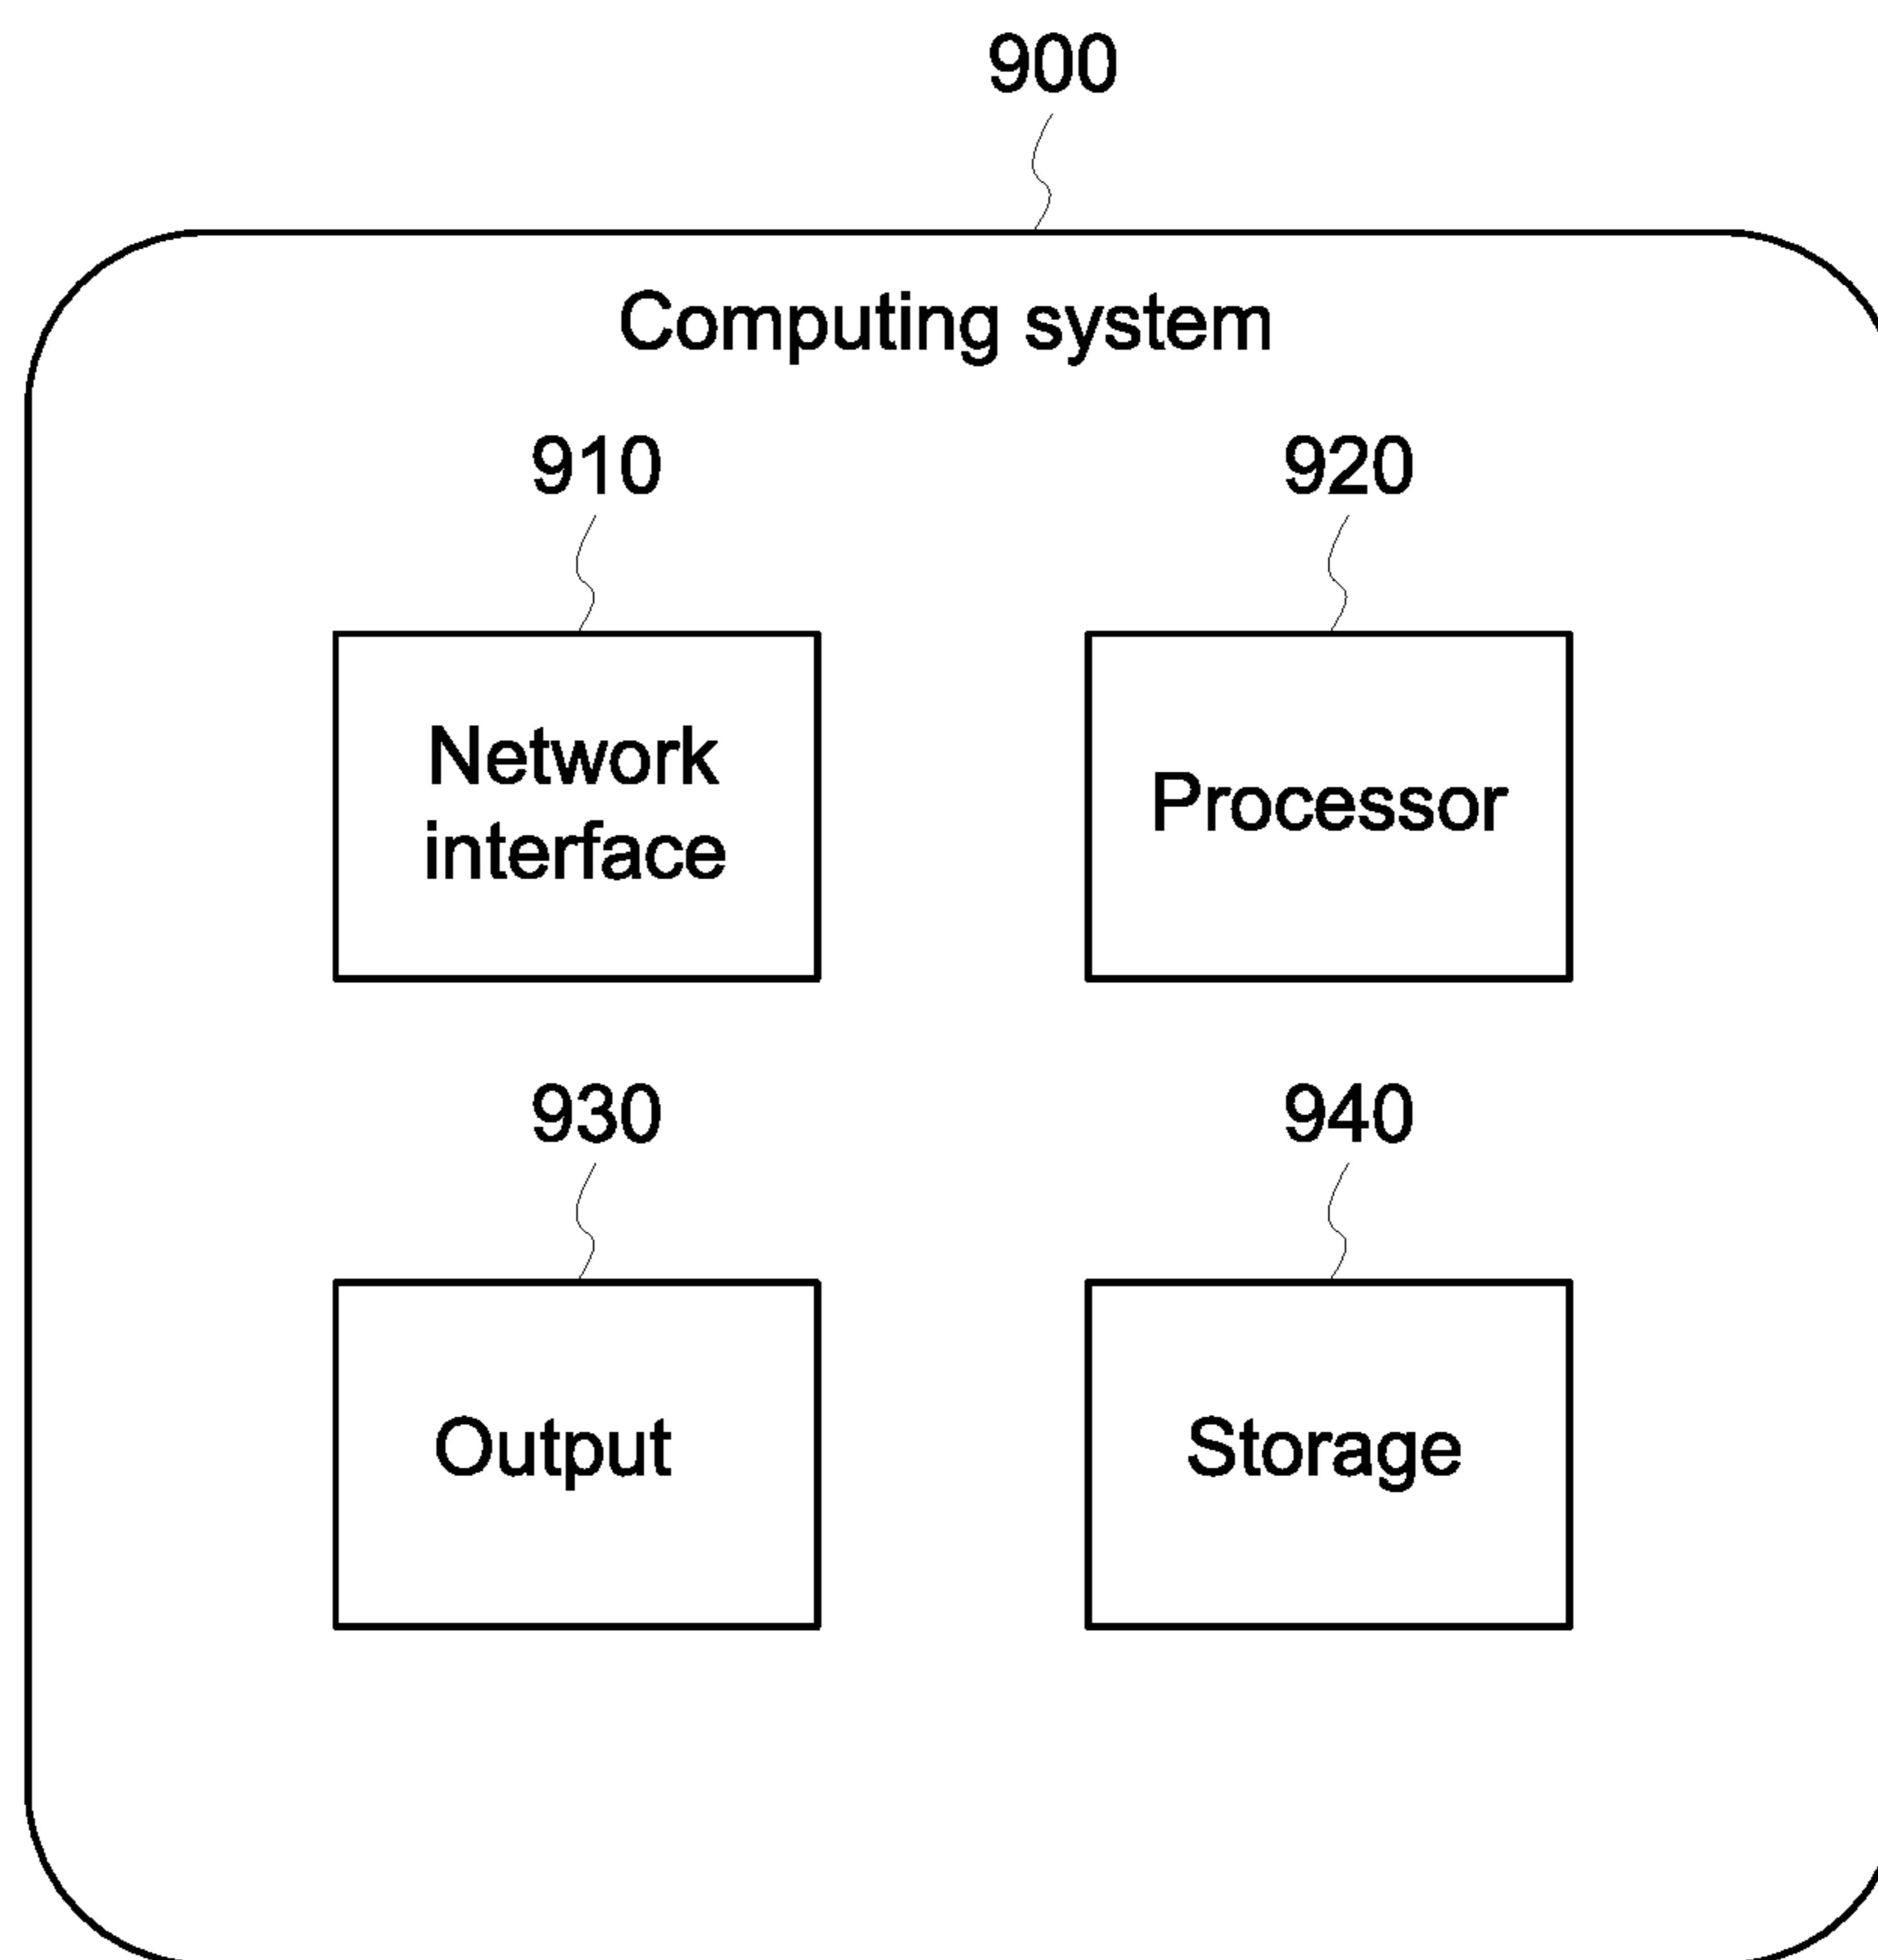 900
Computing system
910
920
Network
interface
Processor
930
940
Output
Storage